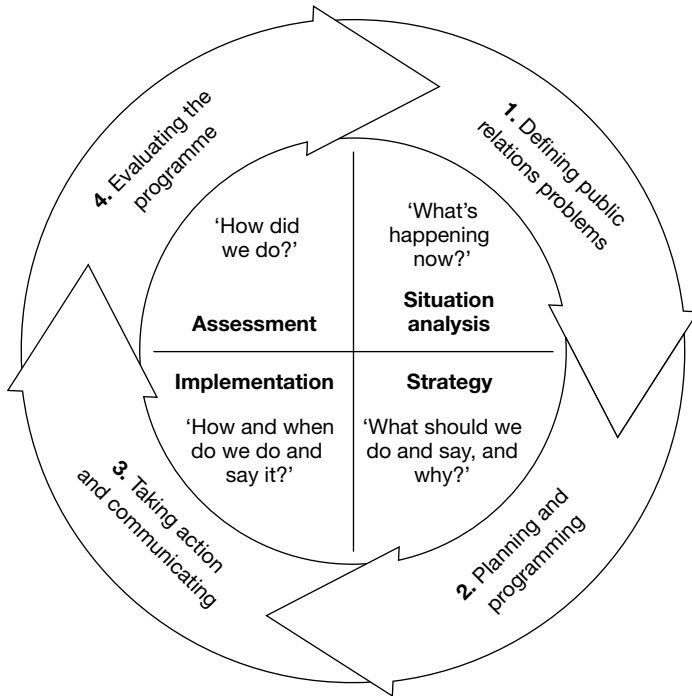 1. Defining public
relations problems
2. Planning and
programming
3. Taking action
and communicating
4. Evaluating the
programme
‘What’s
happening
now?’
Situation
analysis
Strategy
‘What should we
do and say, and
why?’
Implementation
‘How and when
do we do and
say it?’
‘How did
we do?’
Assessment